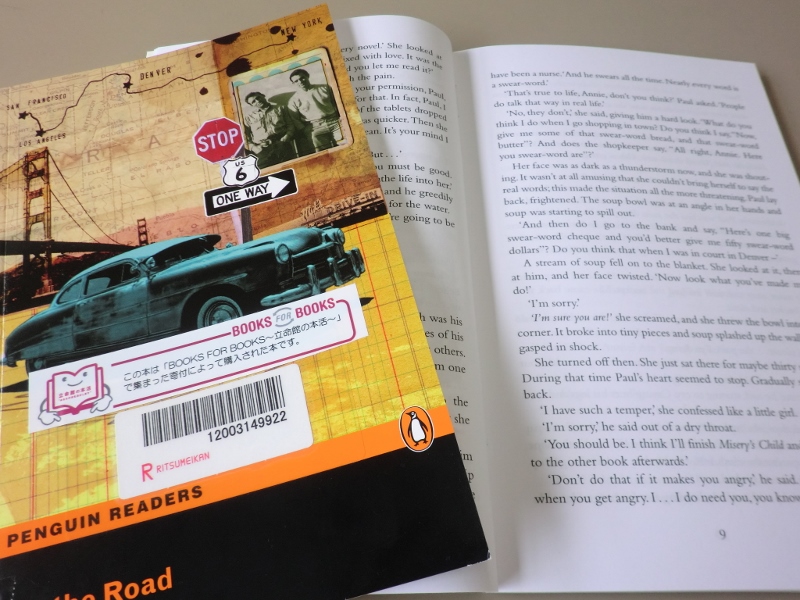 NEW YORK
DENVER
SAN FRANCISCO
LOS ANGELES
STOP
US
6
ONE WAY
DRIVE-IN
BOOKS FOR BOOKS
この本は「BOOKS FOR BOOKS～立命館の本活～」
で集まった寄付によって購入された本です。
立命館の本活
12003149922
R RITSUMEIKAN
PENGUIN READERS
the Road
ery novel.' She looked at
ixed with love. It was the
d you let me read it?'
h the pain.
your permission, Paul,
for that. In fact, Paul, I
of the tablets dropped
was quicker. Then she
ean. It's your mind I
But . . .'
ou must be good.
the life into her.'
and he greedily
for the water.
re going to be
h was his
es of his
others.
m one
the
she
have been a nurse.' And he swears all the time. Nearly every word is
a swear-word.'
'That's true to life, Annie, don't you think?' Paul asked. 'People
do talk that way in real life.'
'No, they don't,' she said, giving him a hard look. 'What do you
think I do when I go shopping in town? Do you think I say, "Now,
give me some of that swear-word bread, and that swear-word
butter"? And does the shopkeeper say, "All right, Annie. Here
you swear-word are"?'
Her face was as dark as a thunderstorm now, and she was shout-
ing. It wasn't at all amusing that she couldn't bring herself to say the
real words; this made the situation all the more threatening. Paul lay
back, frightened. The soup bowl was at an angle in her hands and
soup was starting to spill out.
'And then do I go to the bank and say, "Here's one big
swear-word cheque and you'd better give me fifty swear-word
dollars"? Do you think that when I was in court in Denver –'
A stream of soup fell on to the blanket. She looked at it, then
at him, and her face twisted. 'Now look what you've made m
do!'
'I'm sorry.'
'I'm sure you are!' she screamed, and she threw the bowl into
corner. It broke into tiny pieces and soup splashed up the wall
gasped in shock.
She turned off then. She just sat there for maybe thirty
During that time Paul's heart seemed to stop. Gradually
back.
'I have such a temper,' she confessed like a little girl.
'I'm sorry,' he said out of a dry throat.
'You should be. I think I'll finish Misery's Child and
to the other book afterwards.'
'Don't do that if it makes you angry,' he said.
when you get angry. I . . . I do need you, you know
9